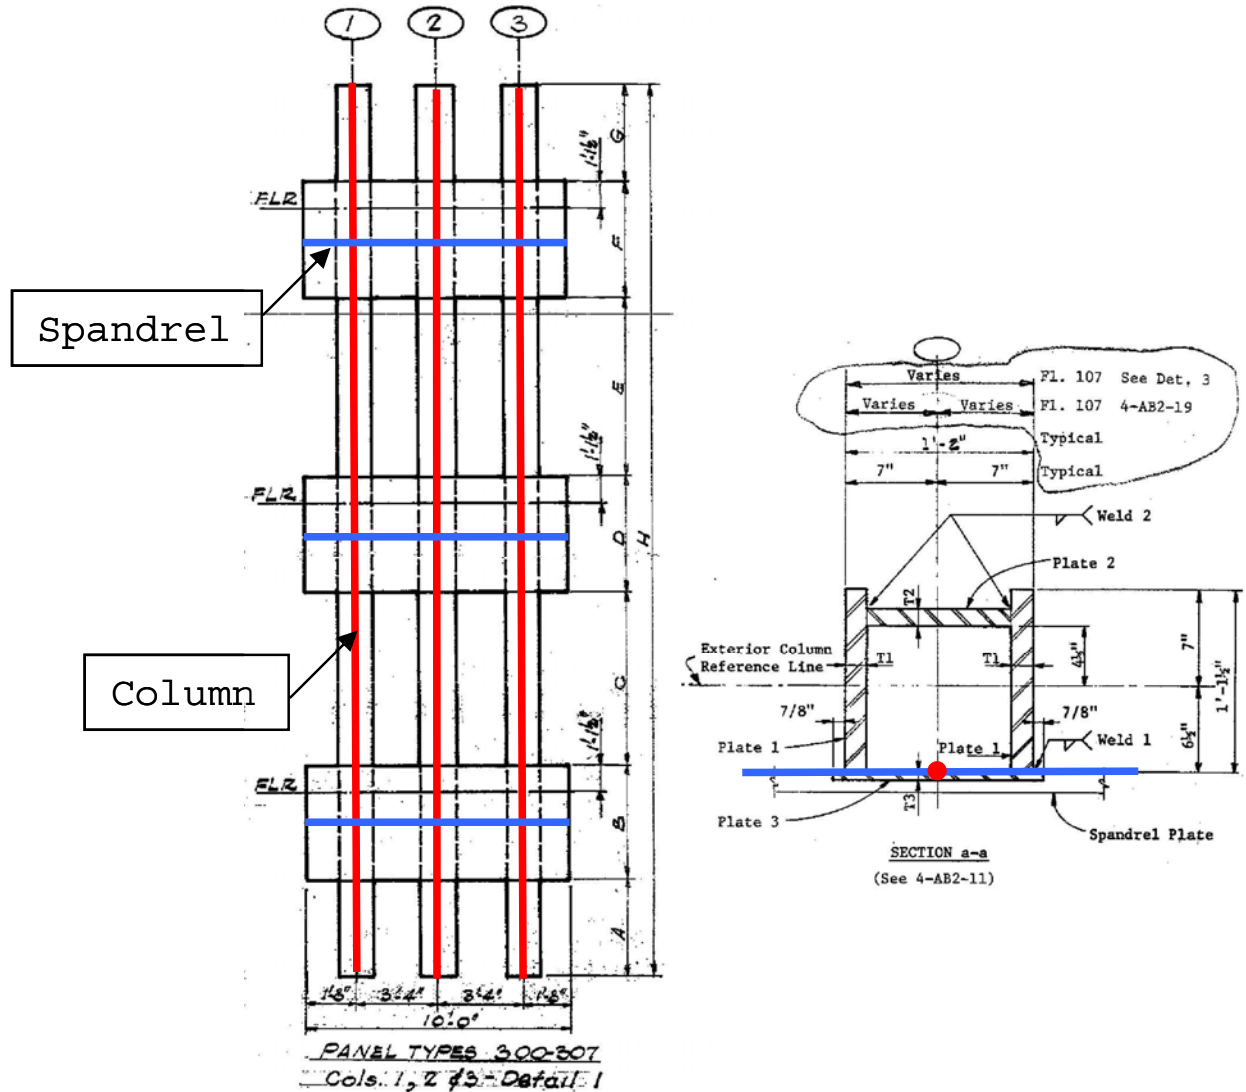 1
2
3
G
1'-1½"
FLR
F
Spandrel
E
1'-1½"
FLR
D
H
Column
C
1'-1½"
FLR
B
A
3'-4"
3'-4"
10'-0"
PANEL TYPES 300-307
Cols. 1, 2 & 3 - Detail 1
Varies
Fl. 107 See Det. 3
Varies
Varies
Fl. 107 4-AB2-19
1'-2"
Typical
7"
7"
Typical
Weld 2
Plate 2
T2
Exterior Column
Reference Line
T1
T1
4½"
7"
1'-1½"
7/8"
7/8"
6½"
Plate 1
Plate 1
Weld 1
T3
Plate 3
Spandrel Plate
SECTION a-a
(See 4-AB2-11)